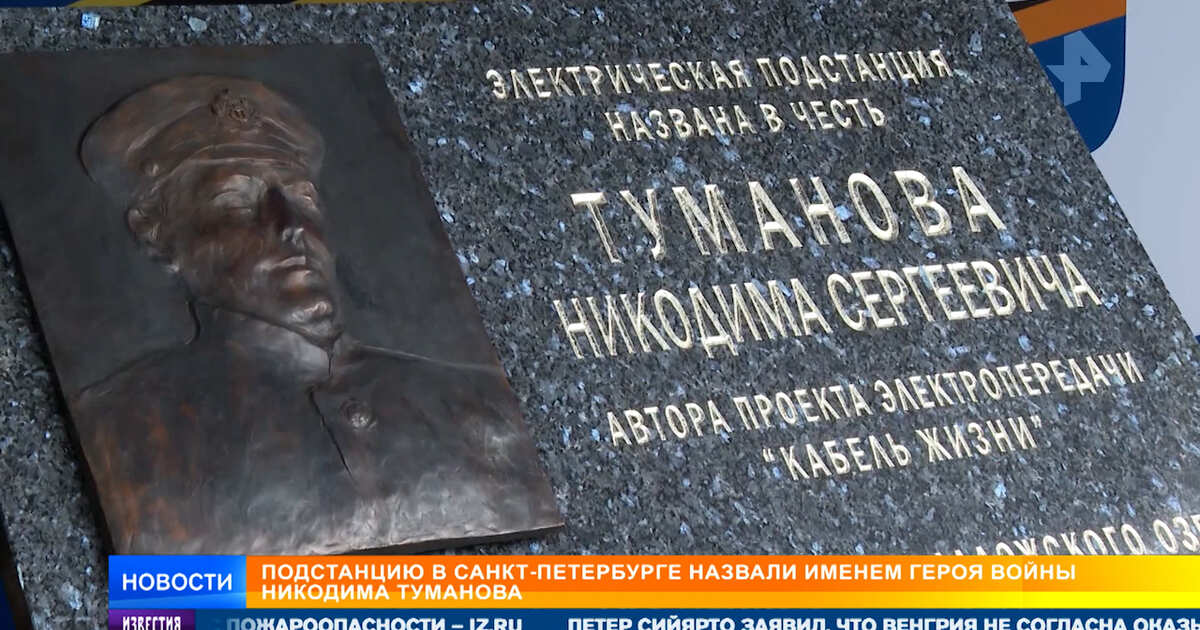 ЭЛЕКТРИЧЕСКАЯ ПОДСТАНЦИЯ
НАЗВАНА В ЧЕСТЬ
ТУМАНОВА
НИКОДИМА СЕРГЕЕВИЧА
АВТОРА ПРОЕКТА ЭЛЕКТРОПЕРЕДАЧИ
“КАБЕЛЬ ЖИЗНИ”
НОВОСТИ
ПОДСТАНЦИЮ В САНКТ-ПЕТЕРБУРГЕ НАЗВАЛИ ИМЕНЕМ ГЕРОЯ ВОЙНЫ
НИКОДИМА ТУМАНОВА
ИЗВЕСТИЯ
ПОЖАРООПАСНОСТИ – IZ.RU ПЕТЕР СИЙЯРТО ЗАЯВИЛ, ЧТО ВЕНГРИЯ НЕ СОГЛАСНА